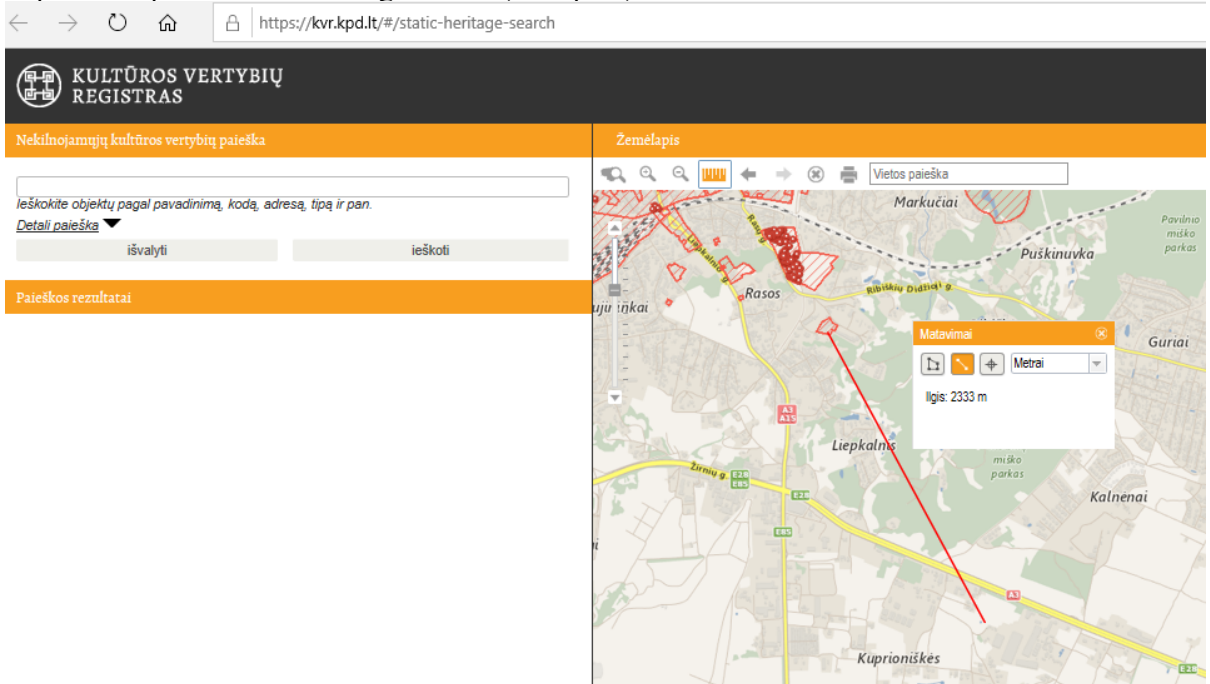 https://kvr.kpd.lt/#/static-heritage-search
KULTŪROS VERTYBIŲ
REGISTRAS
Nekilnojamųjų kultūros vertybių paieška
Ieškokite objektų pagal pavadinimą, kodą, adresą, tipą ir pan.
Detali paieška
išvalyti
ieškoti
Paieškos rezultatai
Žemėlapis
Vietos paieška
Markučiai
Pavilnio
miško
parkas
Puškinuvka
Rasų g.
Liepkalnio g.
Rasos
Ribiškių Didžioji g.
Guriai
Matavimai
Metrai
Ilgis: 2333 m
A3
A15
Liepkalnis
miško
parkas
Žirnių g.
E28
E85
E28
Kalnėnai
E85
A3
Kuprioniškės
E28